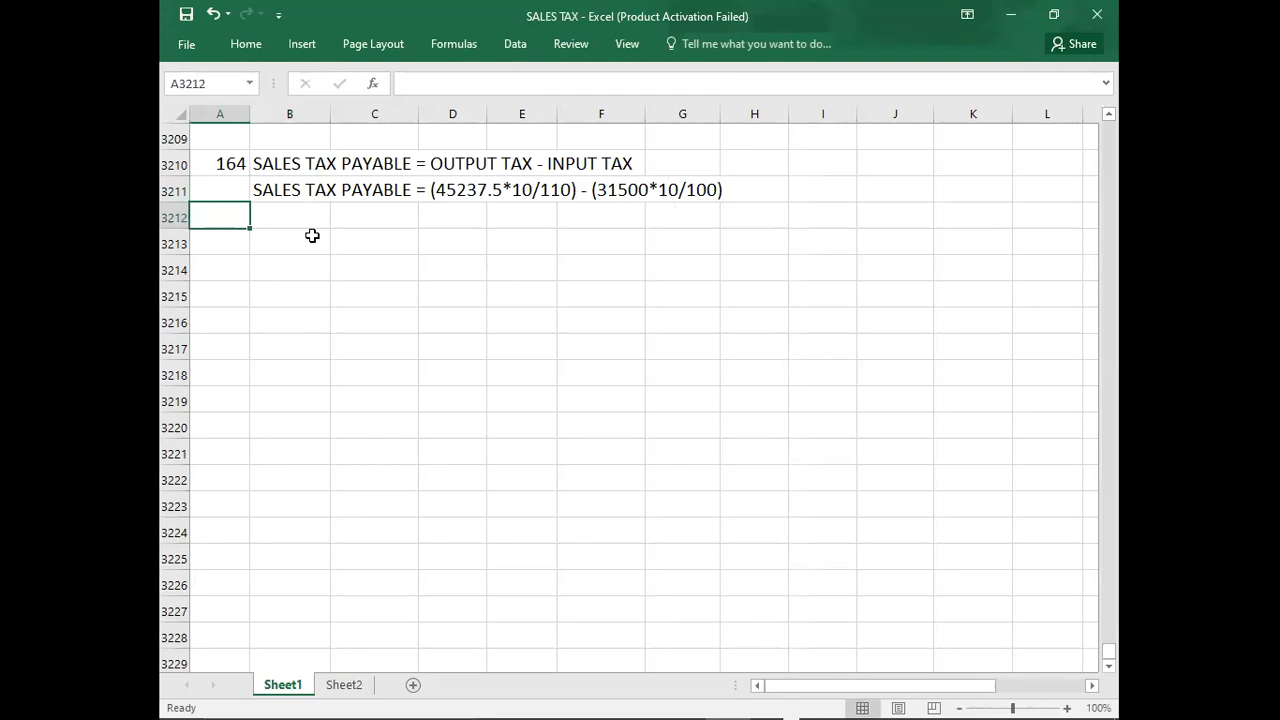 SALES TAX - Excel (Product Activation Failed)
File Home Insert Page Layout Formulas Data Review View Tell me what you want to do... Share
A3212 fx
A B C D E F G H I J K L
3209
3210 164 SALES TAX PAYABLE = OUTPUT TAX - INPUT TAX
3211 SALES TAX PAYABLE = (45237.5*10/110) - (31500*10/100)
3212
3213
3214
3215
3216
3217
3218
3219
3220
3221
3222
3223
3224
3225
3226
3227
3228
3229
Sheet1 Sheet2
Ready 100%